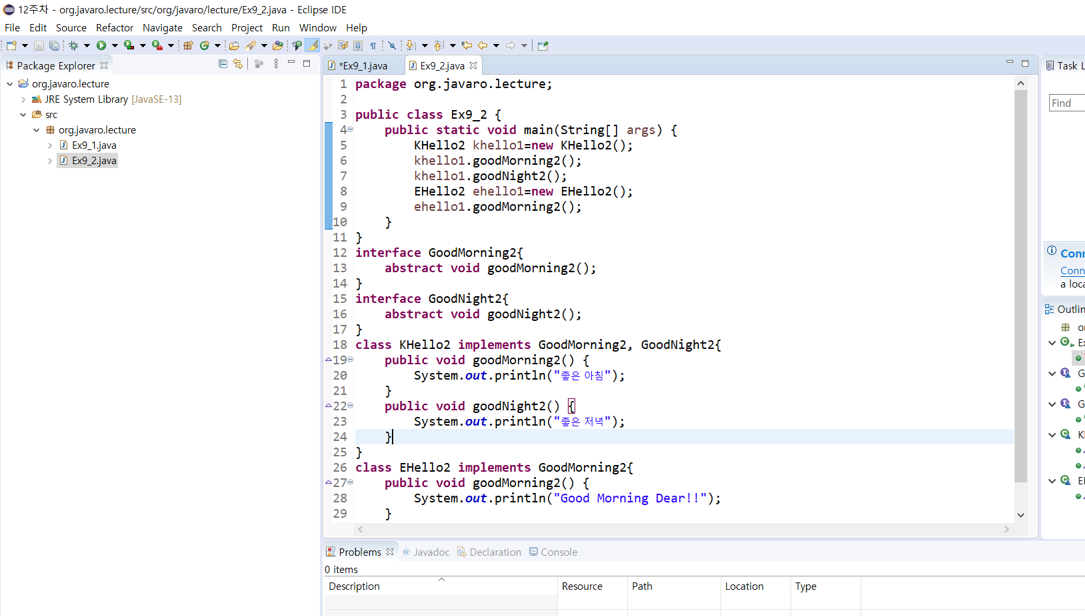 12주차 - org.javaro.lecture/src/org/javaro/lecture/Ex9_2.java - Eclipse IDE
File Edit Source Refactor Navigate Search Project Run Window Help
Package Explorer
org.javaro.lecture
JRE System Library [JavaSE-13]
src
org.javaro.lecture
Ex9_1.java
Ex9_2.java
*Ex9_1.java Ex9_2.java
1 package org.javaro.lecture;
2
3 public class Ex9_2 {
4 public static void main(String[] args) {
5 KHello2 khello1=new KHello2();
6 khello1.goodMorning2();
7 khello1.goodNight2();
8 EHello2 ehello1=new EHello2();
9 ehello1.goodMorning2();
10 }
11 }
12 interface GoodMorning2{
13 abstract void goodMorning2();
14 }
15 interface GoodNight2{
16 abstract void goodNight2();
17 }
18 class KHello2 implements GoodMorning2, GoodNight2{
19 public void goodMorning2() {
20 System.out.println("좋은 아침");
21 }
22 public void goodNight2() {
23 System.out.println("좋은 저녁");
24 }
25 }
26 class EHello2 implements GoodMorning2{
27 public void goodMorning2() {
28 System.out.println("Good Morning Dear!!");
29 }
Task L
Find
Conn
Conn
a loca
Outlin
or
Ex
G
G
KH
EH
Problems Javadoc Declaration Console
0 items
Description Resource Path Location Type